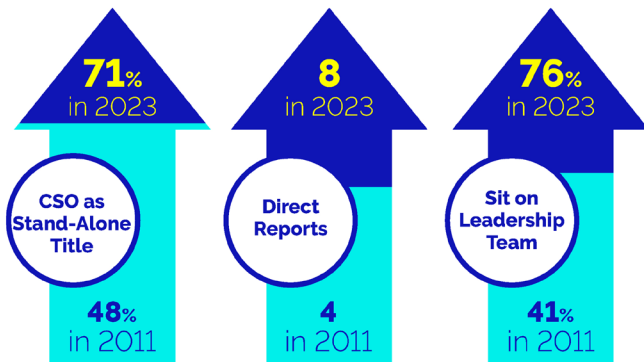 71%
in 2023
CSO as
Stand-Alone
Title
48%
in 2011
8
in 2023
Direct
Reports
4
in 2011
76%
in 2023
Sit on
Leadership
Team
41%
in 2011